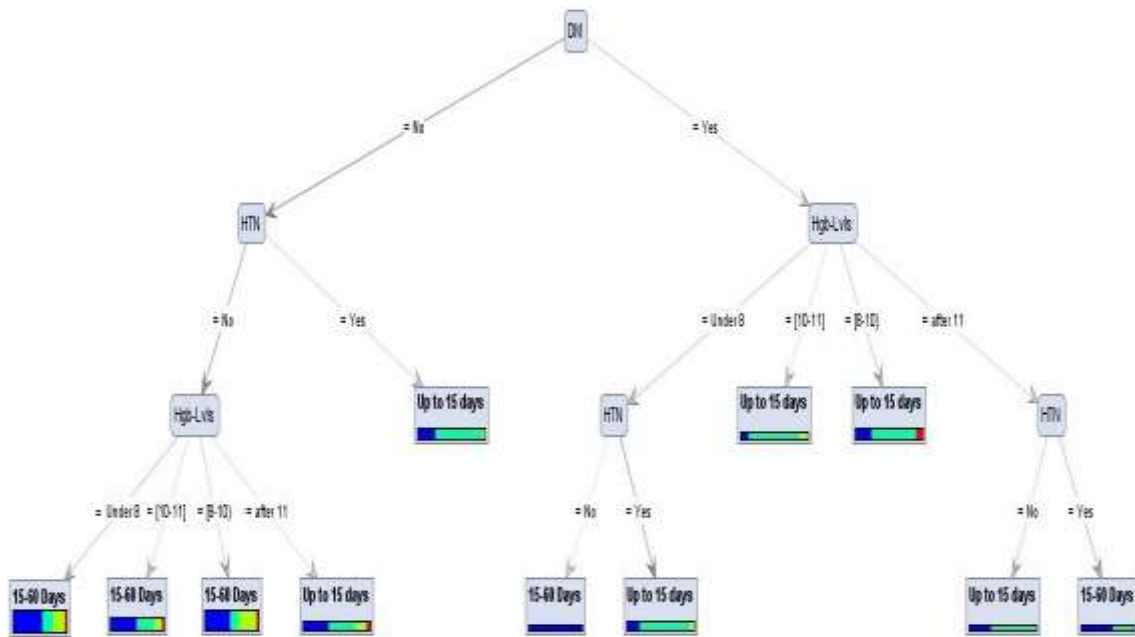 DM
= No
= Yes
HTN
Hgb-Lvls
= No
= Yes
= Under 8
= [10-11]
= [8-10)
= after 11
Hgb-Lvls
Up to 15 days
HTN
Up to 15 days
Up to 15 days
HTN
= Under 8
= [10-11]
= [8-10)
= after 11
= No
= Yes
= No
= Yes
15-60 Days
15-60 Days
15-60 Days
Up to 15 days
15-60 Days
Up to 15 days
Up to 15 days
15-60 Days